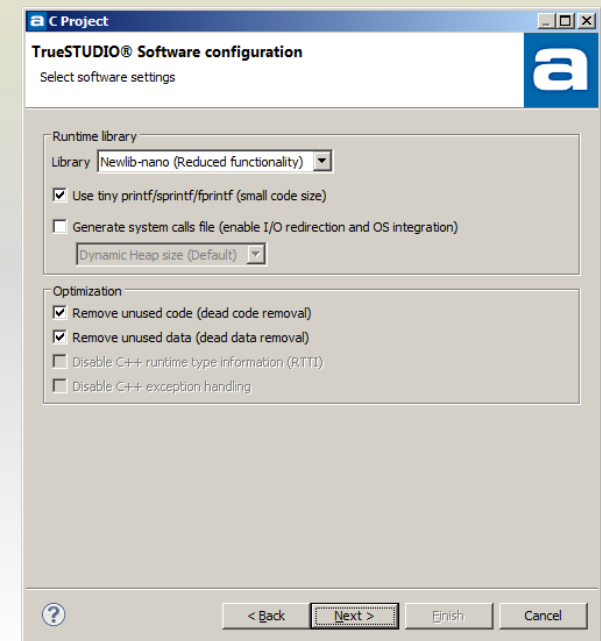 C Project
TrueSTUDIO® Software configuration
Select software settings
a
Runtime library
Library Newlib-nano (Reduced functionality)
Use tiny printf/sprintf/fprintf (small code size)
Generate system calls file (enable I/O redirection and OS integration)
Dynamic Heap size (Default)
Optimization
Remove unused code (dead code removal)
Remove unused data (dead data removal)
Disable C++ runtime type information (RTTI)
Disable C++ exception handling
? < Back Next > Finish Cancel